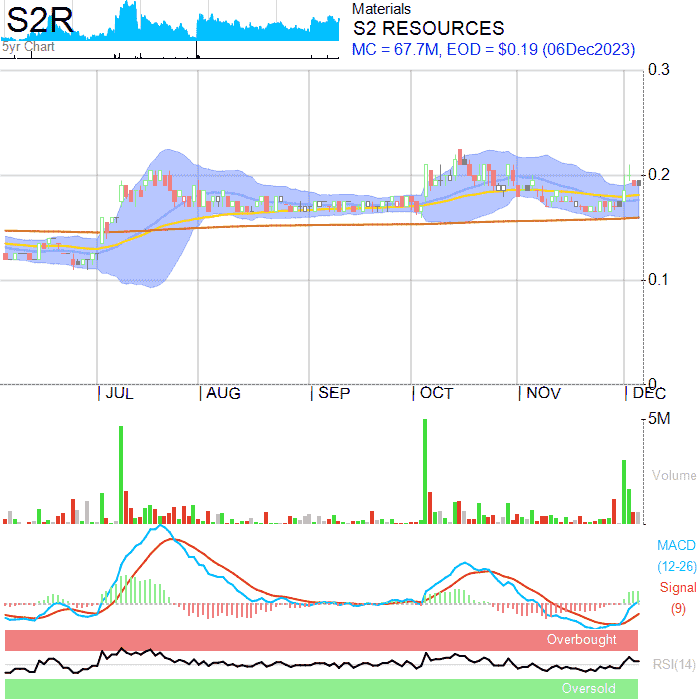 S2R
5yr Chart
Materials
S2 RESOURCES
MC = 67.7M, EOD = $0.19 (06Dec2023)
0.3
0.2
0.1
0
JUL AUG SEP OCT NOV DEC
5M
Volume
MACD
(12-26)
Signal
(9)
Overbought
RSI(14)
Oversold